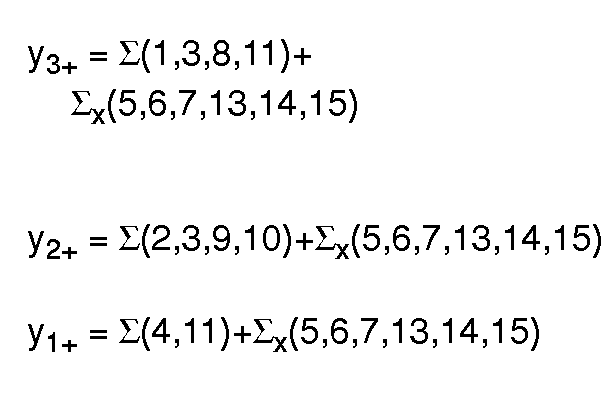 y3+ = Σ(1,3,8,11)+
Σx(5,6,7,13,14,15)
y2+ = Σ(2,3,9,10)+Σx(5,6,7,13,14,15)
y1+ = Σ(4,11)+Σx(5,6,7,13,14,15)